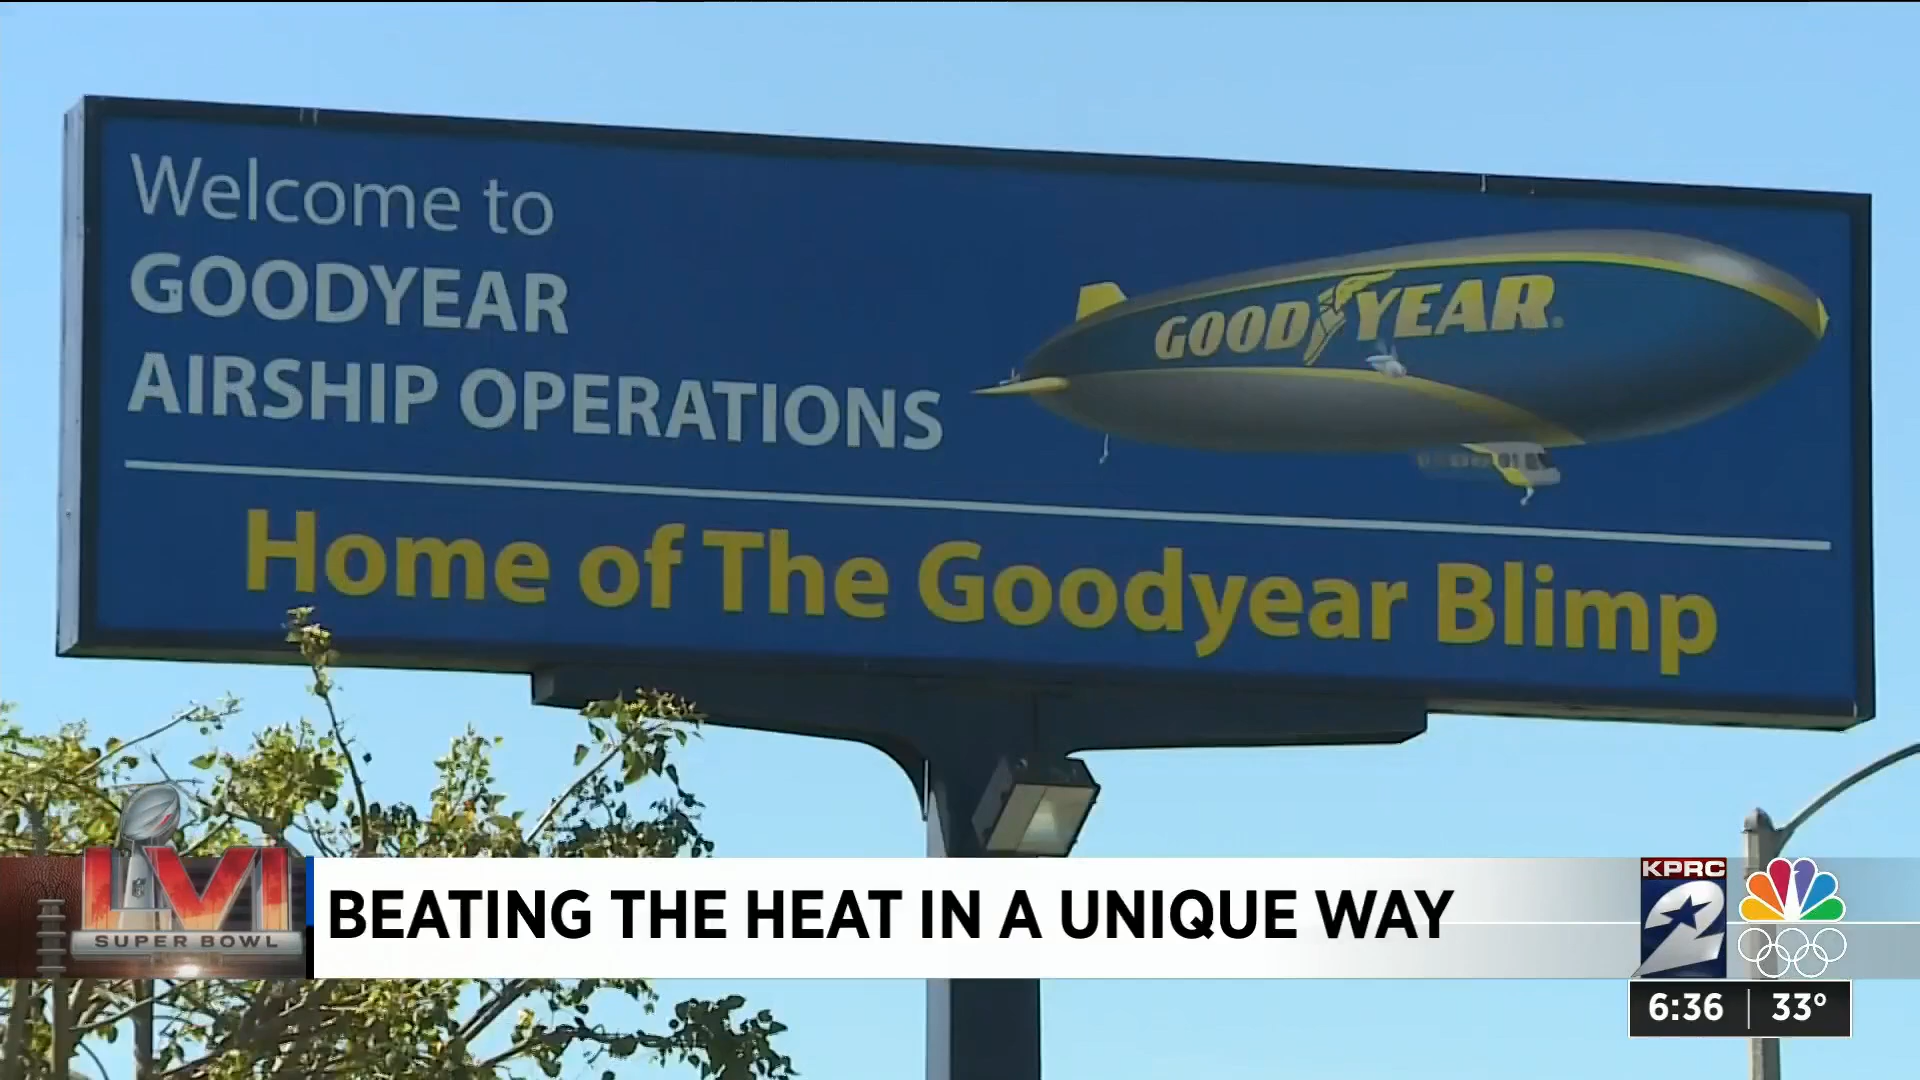 Welcome to
GOODYEAR
AIRSHIP OPERATIONS
GOODYEAR
Home of The Goodyear Blimp
LVI
SUPER BOWL
BEATING THE HEAT IN A UNIQUE WAY
KPRC
2
6:36 33°